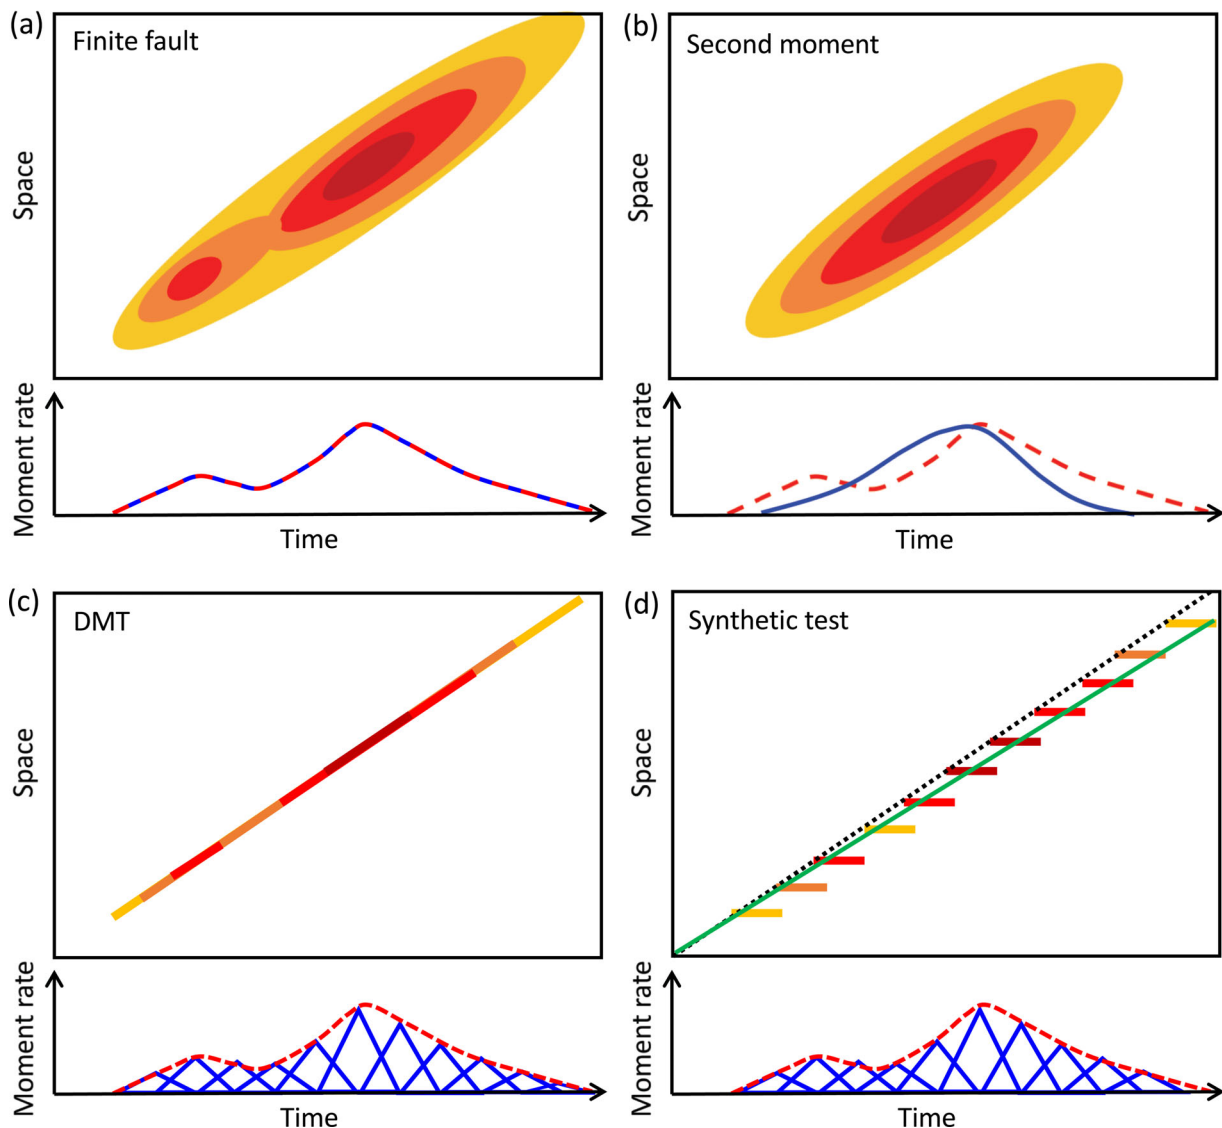 (a)
Finite fault
Space
Moment rate
Time
(b)
Second moment
Space
Moment rate
Time
(c)
DMT
Space
Moment rate
Time
(d)
Synthetic test
Space
Moment rate
Time